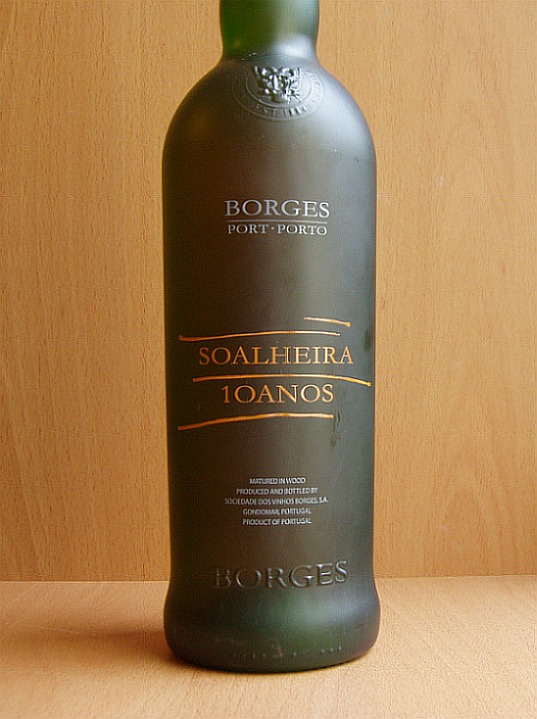 BORGES
PORT·PORTO
SOALHEIRA
10ANOS
MATURED IN WOOD
PRODUCED AND BOTTLED BY
SOCIEDADE DOS VINHOS BORGES, S.A.
GONDOMAR, PORTUGAL
PRODUCT OF PORTUGAL
BORGES